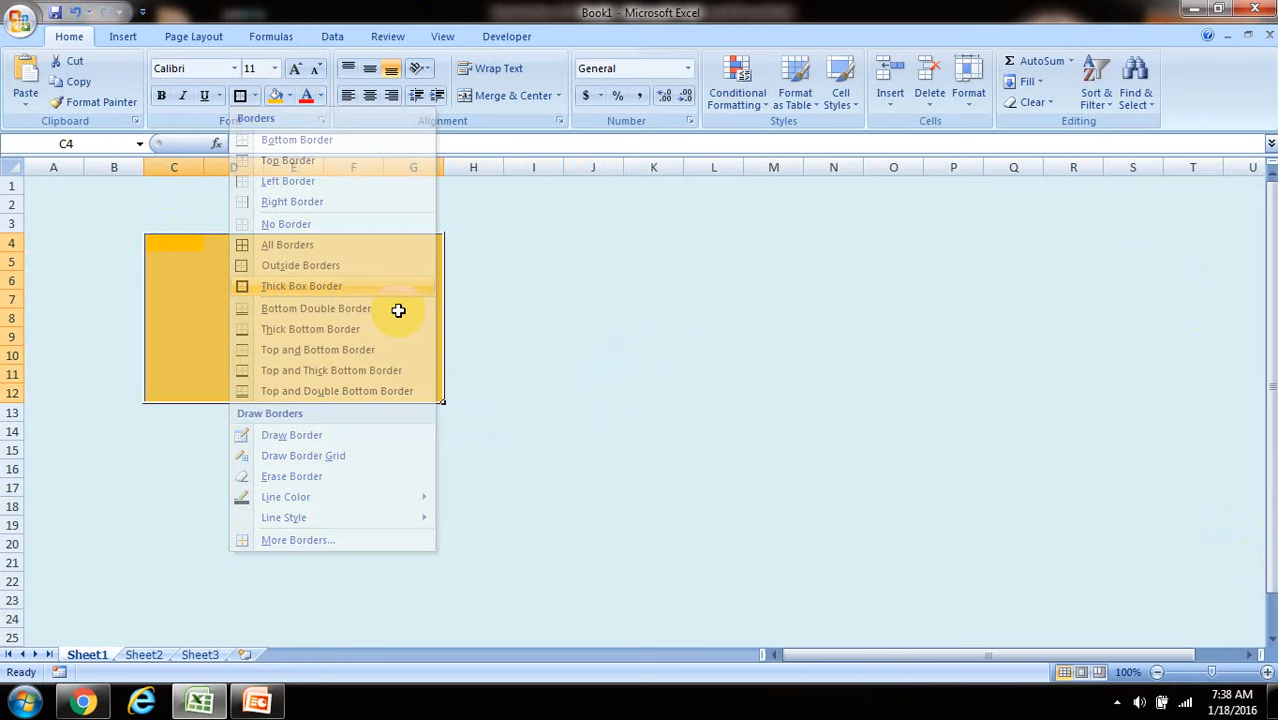 Book1 - Microsoft Excel
Home Insert Page Layout Formulas Data Review View Developer
Paste
Cut
Copy
Format Painter
Clipboard
Calibri 11
B I U
A A A
Font
Wrap Text
Merge & Center
Alignment
General
$ % , .0 .00 .00 .0
Number
Conditional Formatting
Format as Table
Cell Styles
Styles
Insert Delete Format
Cells
Σ AutoSum
Fill
Clear
Sort & Filter
Find & Select
Editing
C4 fx
A B C D E F G H I J K L M N O P Q R S T U
1
2
3
4
5
6
7
8
9
10
11
12
13
14
15
16
17
18
19
20
21
22
23
24
25
Borders
Bottom Border
Top Border
Left Border
Right Border
No Border
All Borders
Outside Borders
Thick Box Border
Bottom Double Border
Thick Bottom Border
Top and Bottom Border
Top and Thick Bottom Border
Top and Double Bottom Border
Draw Borders
Draw Border
Draw Border Grid
Erase Border
Line Color
Line Style
More Borders...
Sheet1 Sheet2 Sheet3
Ready 100%
7:38 AM
1/18/2016